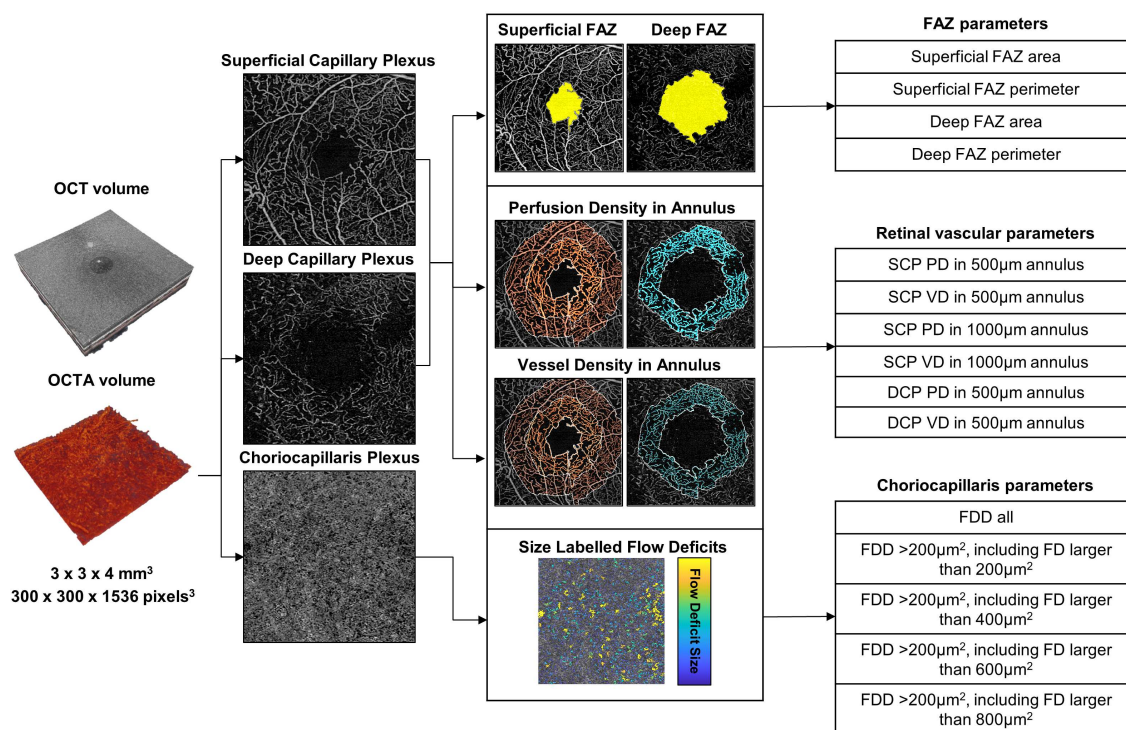 OCT volume
OCTA volume
3 x 3 x 4 mm³
300 x 300 x 1536 pixels³
Superficial Capillary Plexus
Deep Capillary Plexus
Choriocapillaris Plexus
Superficial FAZ
Deep FAZ
Perfusion Density in Annulus
Vessel Density in Annulus
Size Labelled Flow Deficits
Flow Deficit Size
FAZ parameters
Superficial FAZ area
Superficial FAZ perimeter
Deep FAZ area
Deep FAZ perimeter
Retinal vascular parameters
SCP PD in 500µm annulus
SCP VD in 500µm annulus
SCP PD in 1000µm annulus
SCP VD in 1000µm annulus
DCP PD in 500µm annulus
DCP VD in 500µm annulus
Choriocapillaris parameters
FDD all
FDD >200µm², including FD larger
than 200µm²
FDD >200µm², including FD larger
than 400µm²
FDD >200µm², including FD larger
than 600µm²
FDD >200µm², including FD larger
than 800µm²